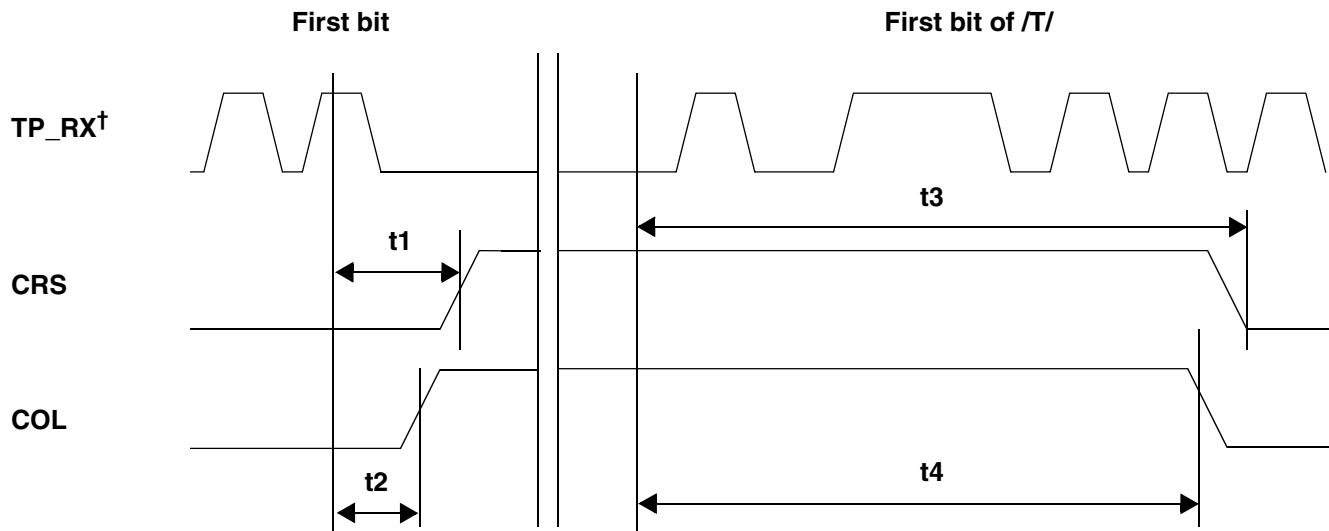 First bit
First bit of /T/
TP_RX†
t3
t1
CRS
COL
t2
t4